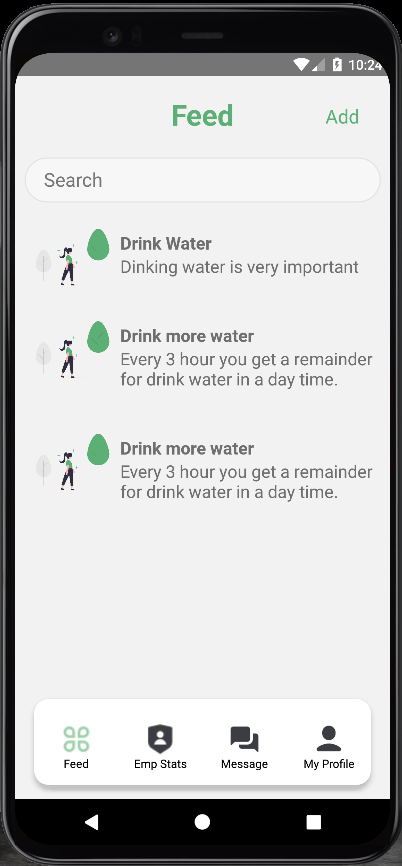 10:24
Feed
Add
Search
Drink Water
Dinking water is very important
Drink more water
Every 3 hour you get a remainder
for drink water in a day time.
Drink more water
Every 3 hour you get a remainder
for drink water in a day time.
Feed
Emp Stats
Message
My Profile